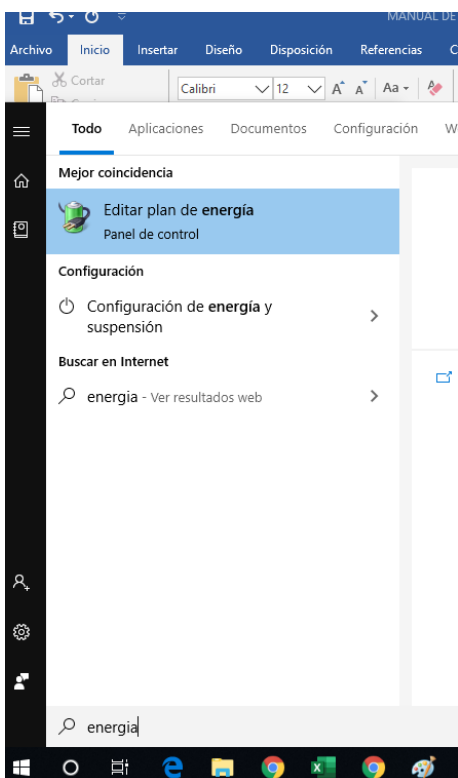 MANUAL DE
Archivo Inicio Insertar Diseño Disposición Referencias C
Cortar
Calibri 12 A A Aa
Todo Aplicaciones Documentos Configuración W
Mejor coincidencia
Editar plan de energía
Panel de control
Configuración
Configuración de energía y
suspensión
Buscar en Internet
energia - Ver resultados web
energia